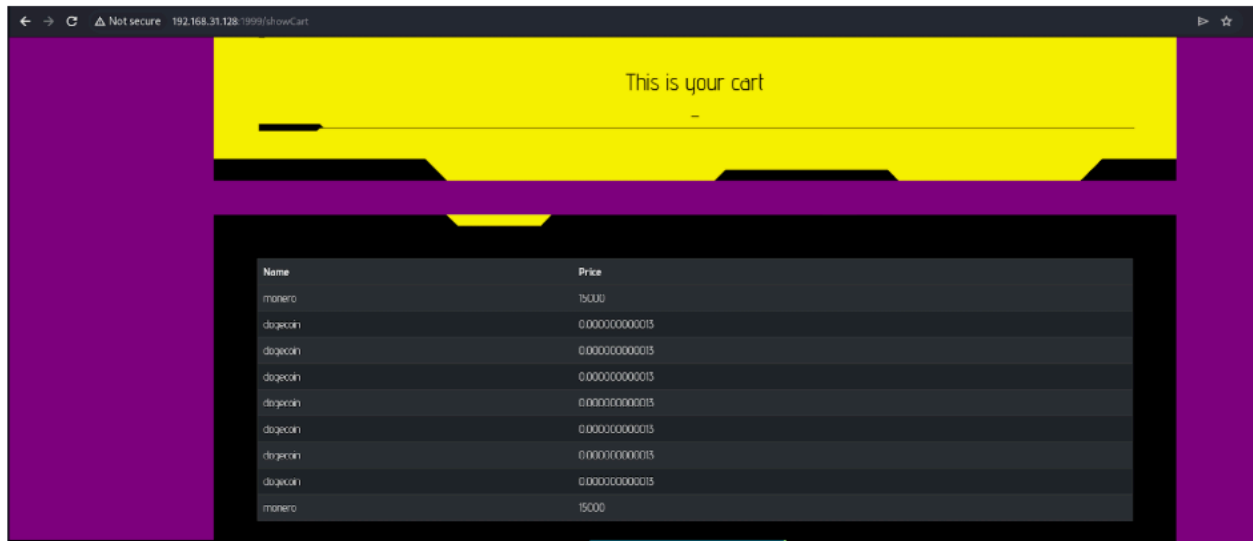 Not secure 192.168.31.128:1999/showCart
This is your cart
Name Price
monero 15000
dogecoin 0.000000000013
dogecoin 0.000000000013
dogecoin 0.000000000013
dogecoin 0.000000000013
dogecoin 0.000000000013
dogecoin 0.000000000013
dogecoin 0.000000000013
monero 15000